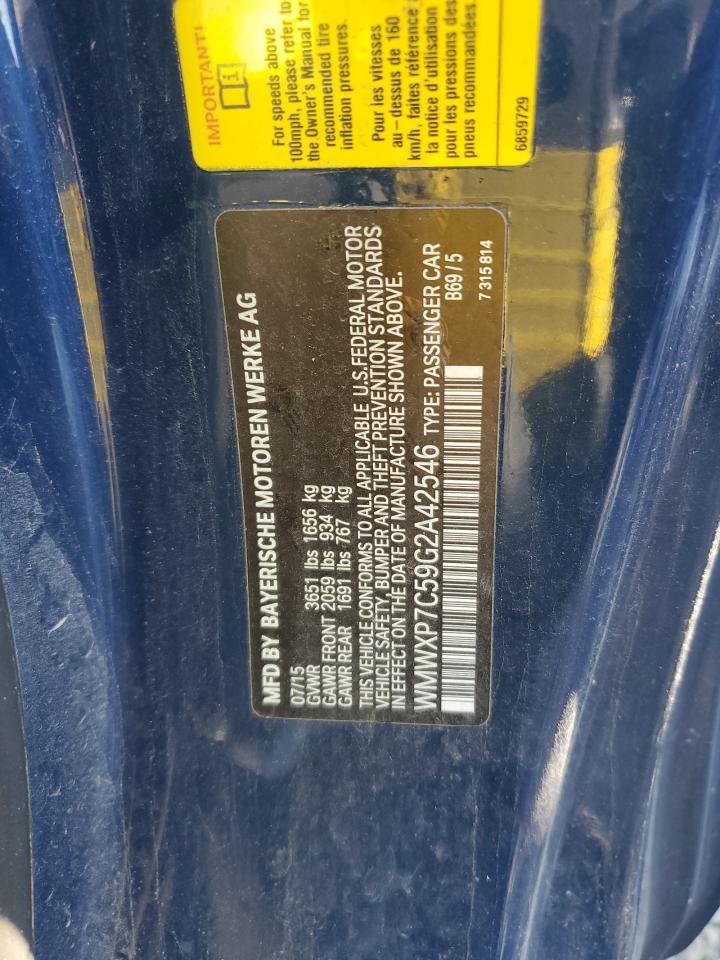 IMPORTANT!
For speeds above
100mph, please refer to
the Owner's Manual for
recommended tire
inflation pressures.
Pour les vitesses
au-dessus de 160
km/h, faites référence
la notice d'utilisation
pour les pressions des
pneus recommandées.
6859729
MFD BY BAYERISCHE MOTOREN WERKE AG
07/15
GVWR 3651 lbs 1656 kg
GAWR FRONT 2059 lbs 934 kg
GAWR REAR 1691 lbs 767 kg
THIS VEHICLE CONFORMS TO ALL APPLICABLE U.S.FEDERAL MOTOR
VEHICLE SAFETY, BUMPER AND THEFT PREVENTION STANDARDS
IN EFFECT ON THE DATE OF MANUFACTURE SHOWN ABOVE.
WMWXP7C59G2A42546 TYPE: PASSENGER CAR
B69/5
7 315 814